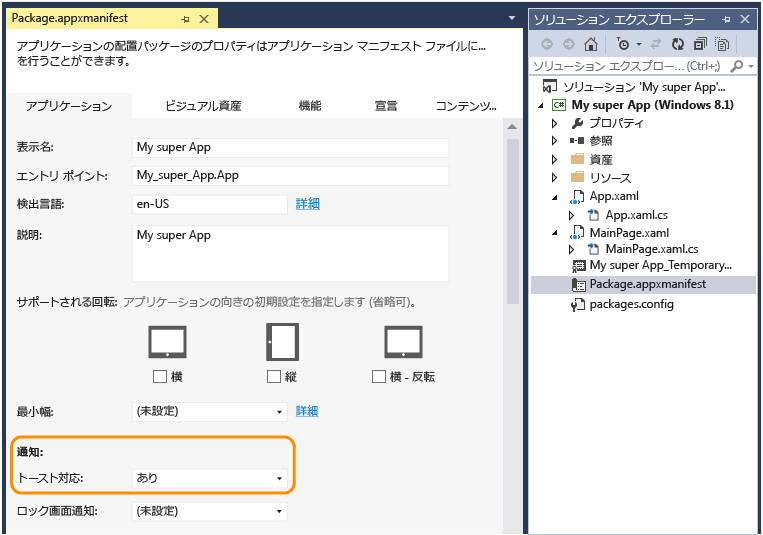 Package.appxmanifest
アプリケーションの配置パッケージのプロパティはアプリケーション マニフェスト ファイルに...
を行うことができます。
アプリケーション ビジュアル資産 機能 宣言 コンテンツ...
表示名: My super App
エントリ ポイント: My_super_App.App
検出言語: en-US 詳細
説明: My super App
サポートされる回転: アプリケーションの向きの初期設定を指定します (省略可)。
横 縦 横 - 反転
最小幅: (未設定) 詳細
通知:
トースト対応: あり
ロック画面通知: (未設定)
ソリューション エクスプローラー
ソリューション エクスプロー... (Ctrl+;)
ソリューション 'My super App'...
C# My super App (Windows 8.1)
プロパティ
参照
資産
リソース
App.xaml
App.xaml.cs
MainPage.xaml
MainPage.xaml.cs
My super App_Temporary...
Package.appxmanifest
packages.config